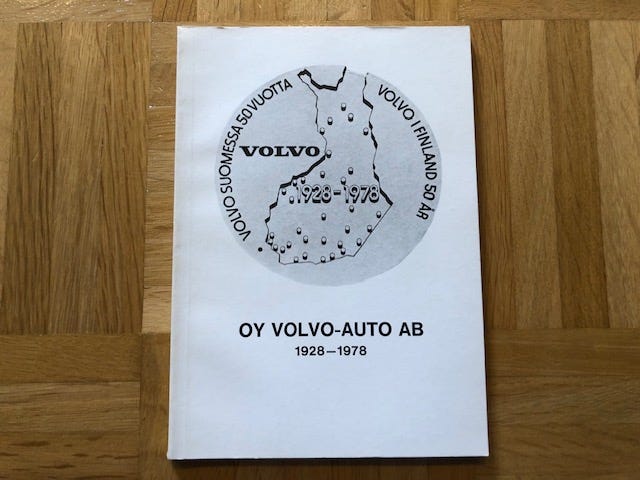 VOLVO SUOMESSA 50 VUOTTA
VOLVO I FINLAND 50 ÅR
VOLVO
1928-1978
OY VOLVO-AUTO AB
1928—1978